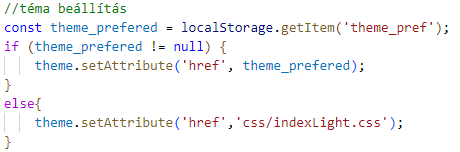 //téma beállítás
const theme_prefered = localStorage.getItem('theme_pref');
if (theme_prefered != null) {
    theme.setAttribute('href', theme_prefered);
}
else{
    theme.setAttribute('href','css/indexLight.css');
}